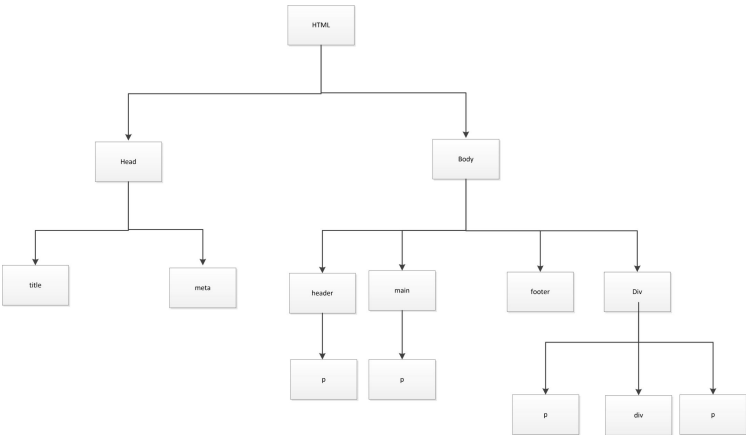 HTML
Head
Body
title
meta
header
main
footer
Div
p
p
p
div
p